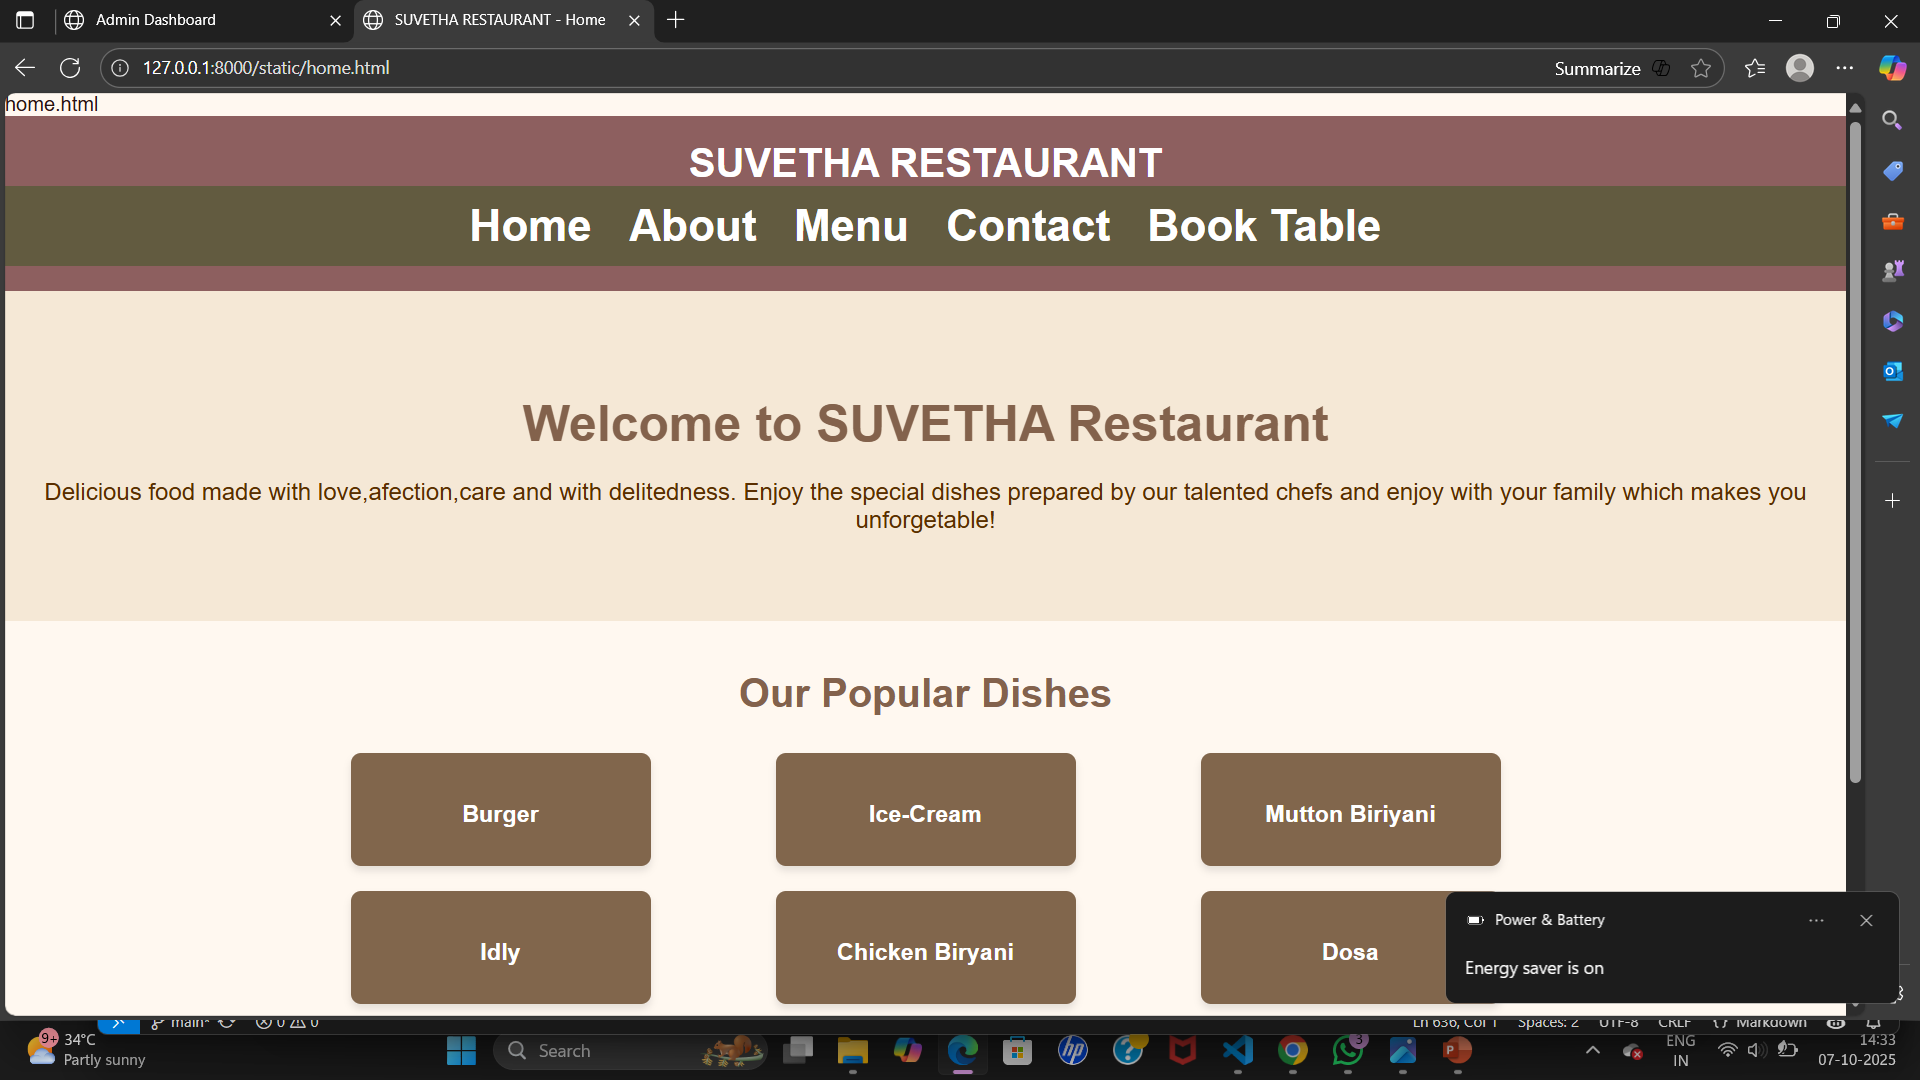 Admin Dashboard
SUVETHA RESTAURANT - Home
127.0.0.1:8000/static/home.html
Summarize
home.html
SUVETHA RESTAURANT
Home About Menu Contact Book Table
Welcome to SUVETHA Restaurant
Delicious food made with love,afection,care and with delitedness. Enjoy the special dishes prepared by our talented chefs and enjoy with your family which makes you
unforgetable!
Our Popular Dishes
Burger
Ice-Cream
Mutton Biriyani
Idly
Chicken Biryani
Dosa
Power & Battery
Energy saver is on
main*
0 0
Ln 636, Col 1 Spaces: 2 UTF-8 CRLF {} Markdown
9+
34°C
Partly sunny
Search
hp
3
P
ENG
IN
14:33
07-10-2025